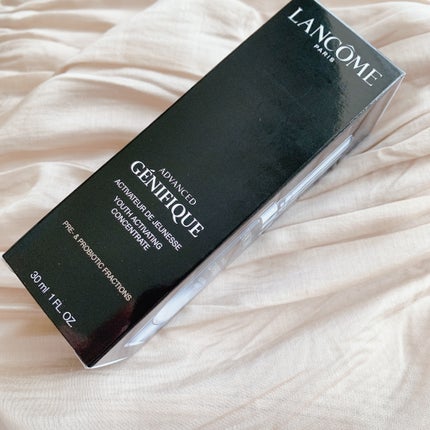 LANCÔME
PARIS
ADVANCED
GÉNIFIQUE
ACTIVATEUR DE JEUNESSE
YOUTH ACTIVATING
CONCENTRATE
PRE- & PROBIOTIC FRACTIONS
30 ml 1 FL OZ